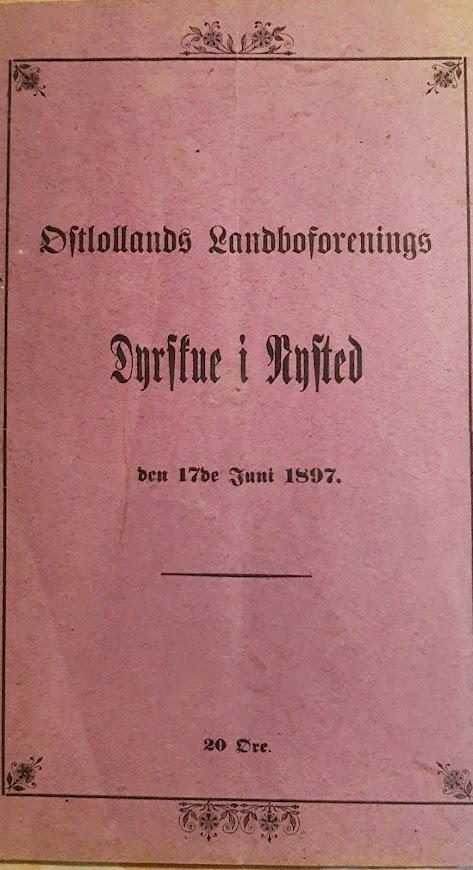 Østlollands Landboforenings
Dyrskue i Nysted
den 17de Juni 1897.
20 Øre.